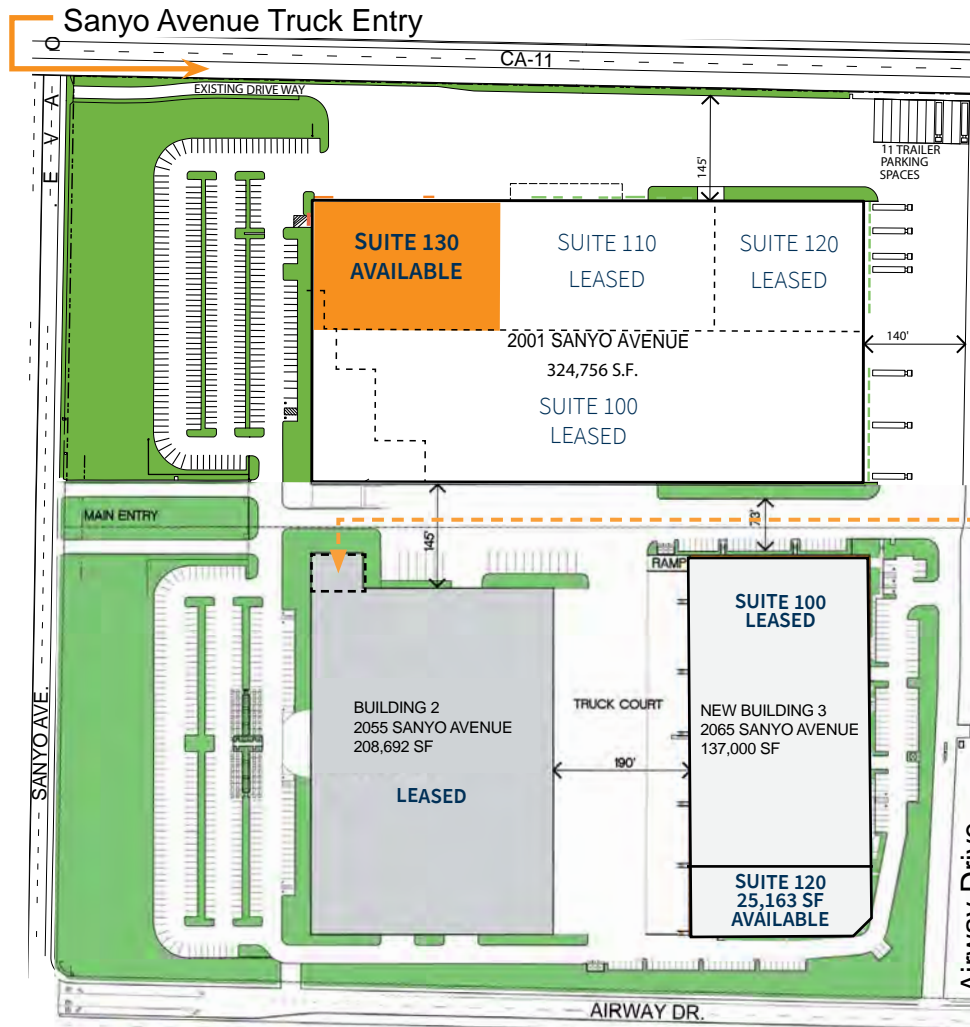 Sanyo Avenue Truck Entry
CA-11
EXISTING DRIVE WAY
AVE
145'
11 TRAILER
PARKING
SPACES
SUITE 130
AVAILABLE
SUITE 110
LEASED
SUITE 120
LEASED
2001 SANYO AVENUE
324,756 S.F.
140'
SUITE 100
LEASED
MAIN ENTRY
145'
73'
RAMP
SUITE 100
LEASED
BUILDING 2
2055 SANYO AVENUE
208,692 SF
LEASED
TRUCK COURT
190'
NEW BUILDING 3
2065 SANYO AVENUE
137,000 SF
SUITE 120
25,163 SF
AVAILABLE
SANYO AVE.
Airway Drive
AIRWAY DR.